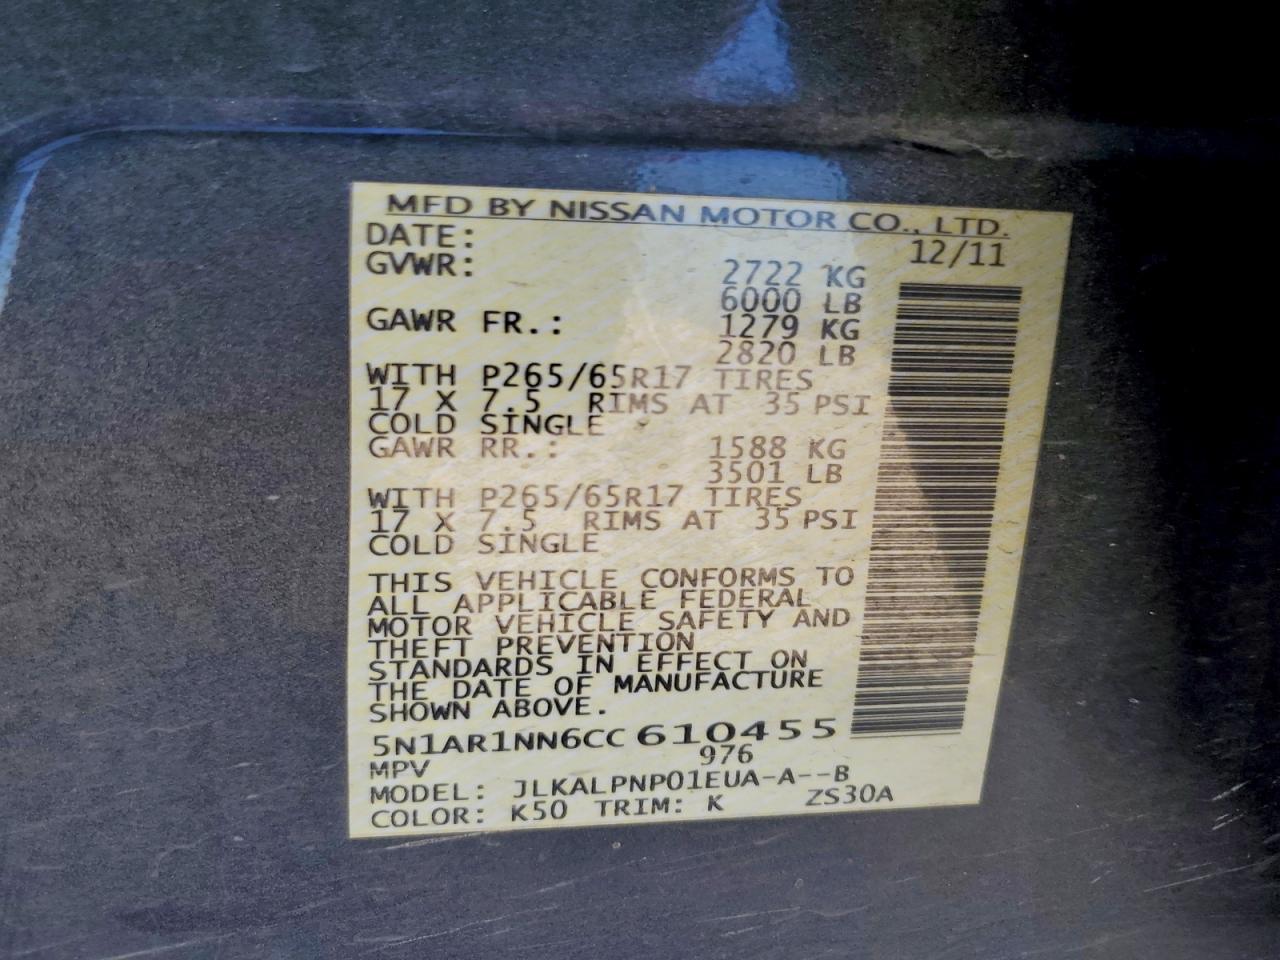 MFD BY NISSAN MOTOR CO., LTD.
DATE: 12/11
GVWR: 2722 KG
6000 LB
GAWR FR.: 1279 KG
2820 LB
WITH P265/65R17 TIRES
17 X 7.5 RIMS AT 35 PSI
COLD SINGLE
GAWR RR.: 1588 KG
3501 LB
WITH P265/65R17 TIRES
17 X 7.5 RIMS AT 35 PSI
COLD SINGLE
THIS VEHICLE CONFORMS TO
ALL APPLICABLE FEDERAL
MOTOR VEHICLE SAFETY AND
THEFT PREVENTION
STANDARDS IN EFFECT ON
THE DATE OF MANUFACTURE
SHOWN ABOVE.
5N1AR1NN6CC610455
MPV 976
MODEL: JLKALPNP01EUA-A--B
COLOR: K50 TRIM: K ZS30A